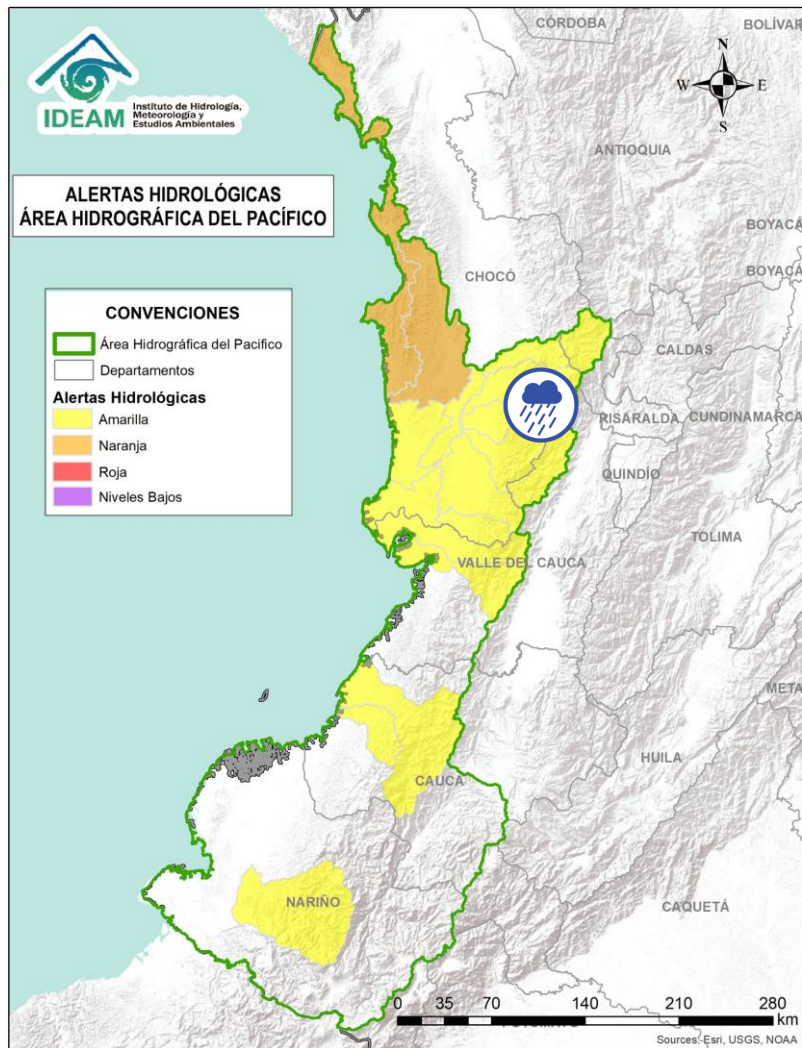 CÓRDOBA
BOLÍVAR
N
W
E
S
IDEAM
Instituto de Hidrología,
Meteorología y
Estudios Ambientales
ANTIOQUIA
ALERTAS HIDROLÓGICAS
ÁREA HIDROGRÁFICA DEL PACÍFICO
BOYACÁ
CHOCÓ
BOYACÁ
CONVENCIONES
Área Hidrográfica del Pacifico
Departamentos
Alertas Hidrológicas
Amarilla
Naranja
Roja
Niveles Bajos
CALDAS
RISARALDA
CUNDINAMARCA
QUINDÍO
TOLIMA
VALLE DEL CAUCA
META
HUILA
CAUCA
NARIÑO
CAQUETÁ
0 35 70 140 210 280
km
Sources: Esri, USGS, NOAA